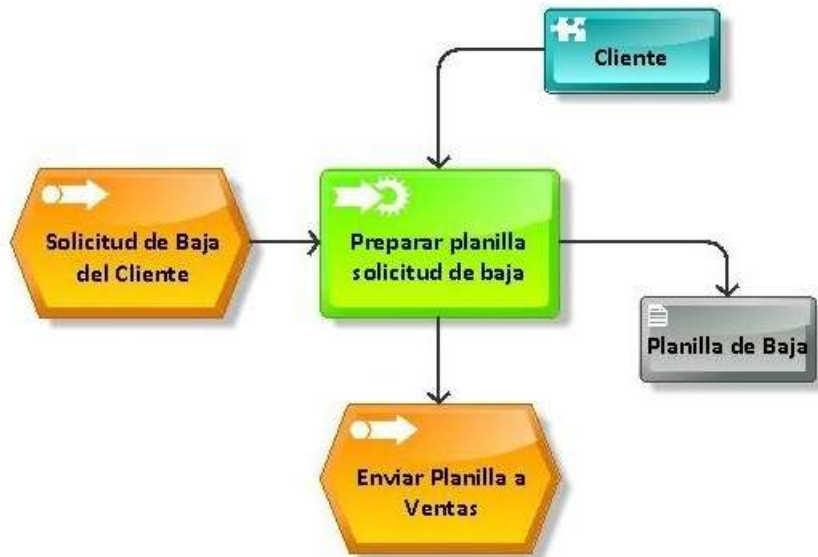 Cliente
Solicitud de Baja
del Cliente
Preparar planilla
solicitud de baja
Planilla de Baja
Enviar Planilla a
Ventas